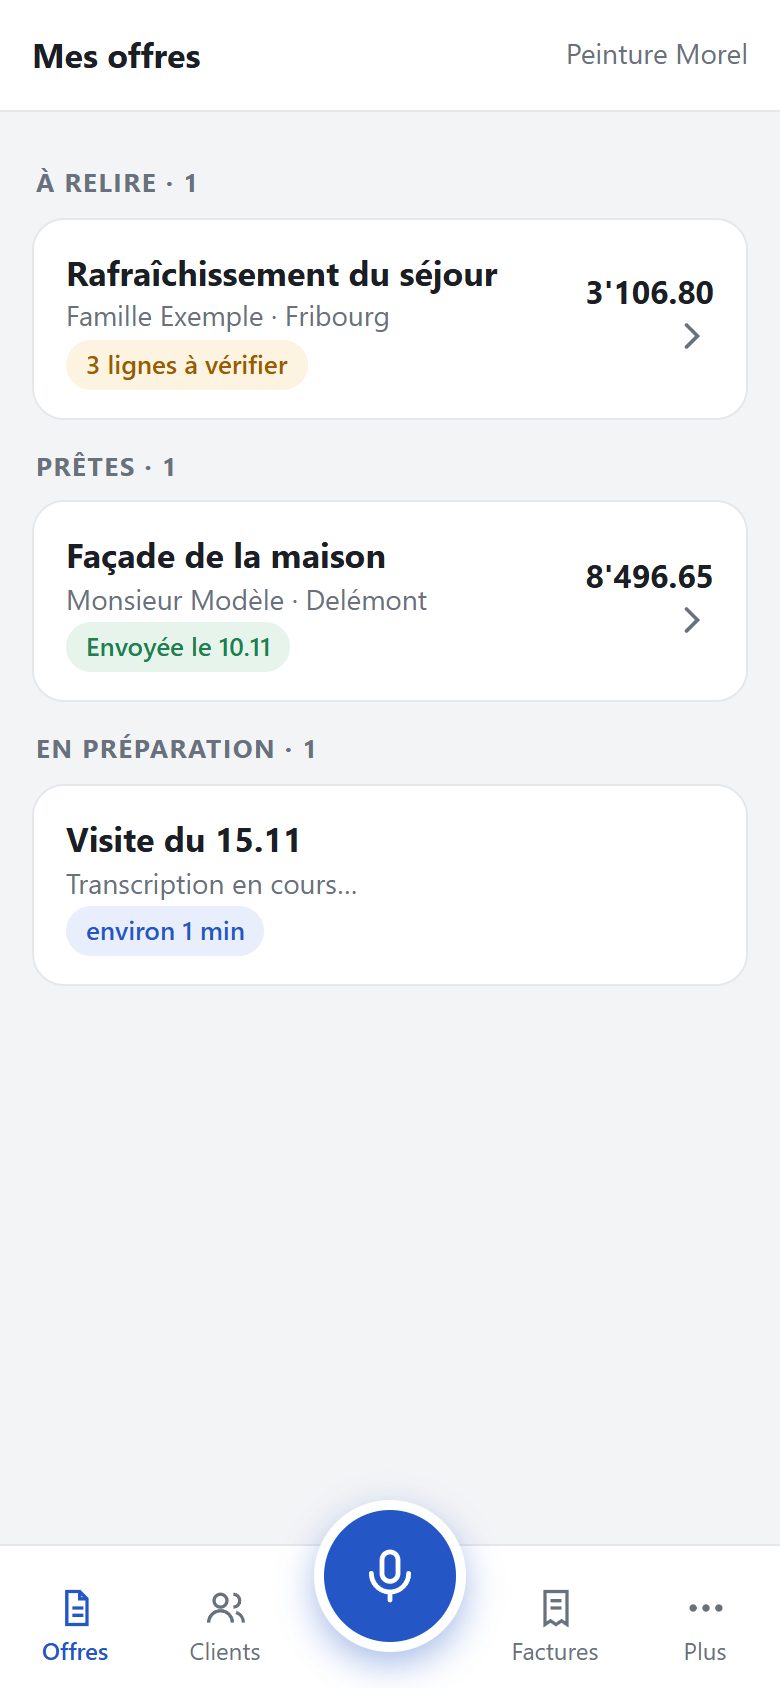 Mes offres
Peinture Morel
À RELIRE · 1
Rafraîchissement du séjour
3'106.80
Famille Exemple · Fribourg
3 lignes à vérifier
PRÊTES · 1
Façade de la maison
8'496.65
Monsieur Modèle · Delémont
Envoyée le 10.11
EN PRÉPARATION · 1
Visite du 15.11
Transcription en cours...
environ 1 min
Offres
Clients
Factures
Plus